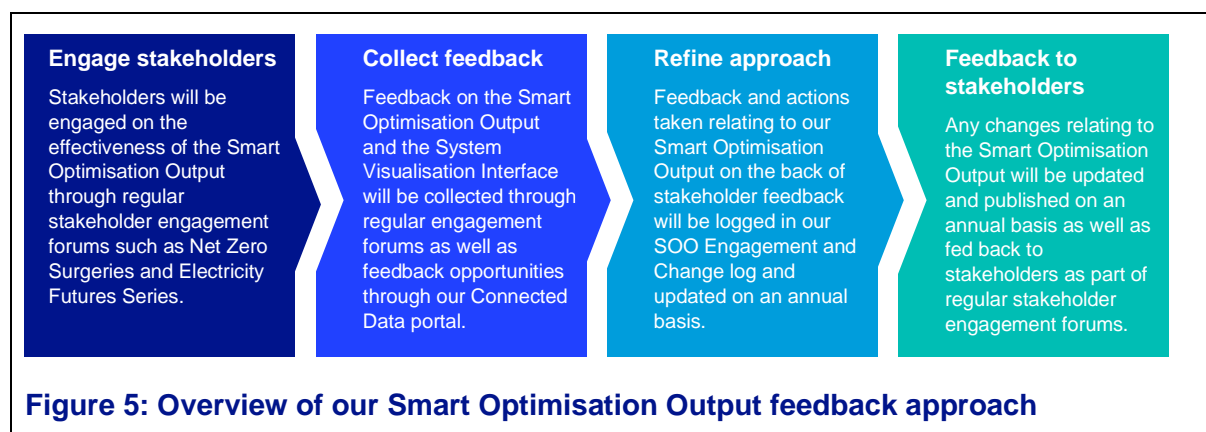 Engage stakeholders
Stakeholders will be
engaged on the
effectiveness of the Smart
Optimisation Output
through regular
stakeholder engagement
forums such as Net Zero
Surgeries and Electricity
Futures Series.
Collect feedback
Feedback on the Smart
Optimisation Output
and the System
Visualisation Interface
will be collected through
regular engagement
forums as well as
feedback opportunities
through our Connected
Data portal.
Refine approach
Feedback and actions
taken relating to our
Smart Optimisation
Output on the back of
stakeholder feedback
will be logged in our
SOO Engagement and
Change log and
updated on an annual
basis.
Feedback to
stakeholders
Any changes relating to
the Smart Optimisation
Output will be updated
and published on an
annual basis as well as
fed back to
stakeholders as part of
regular stakeholder
engagement forums.
Figure 5: Overview of our Smart Optimisation Output feedback approach